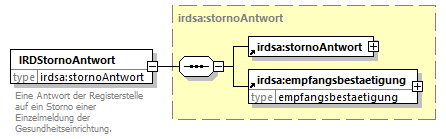 irdsa:stornoAntwort
IRDStornoAntwort
type irdsa:stornoAntwort
Eine Antwort der Registerstelle
auf ein Storno einer
Einzelmeldung der
Gesundheitseinrichtung.
irdsa:stornoAntwort
irdsa:empfangsbestaetigung
type empfangsbestaetigung